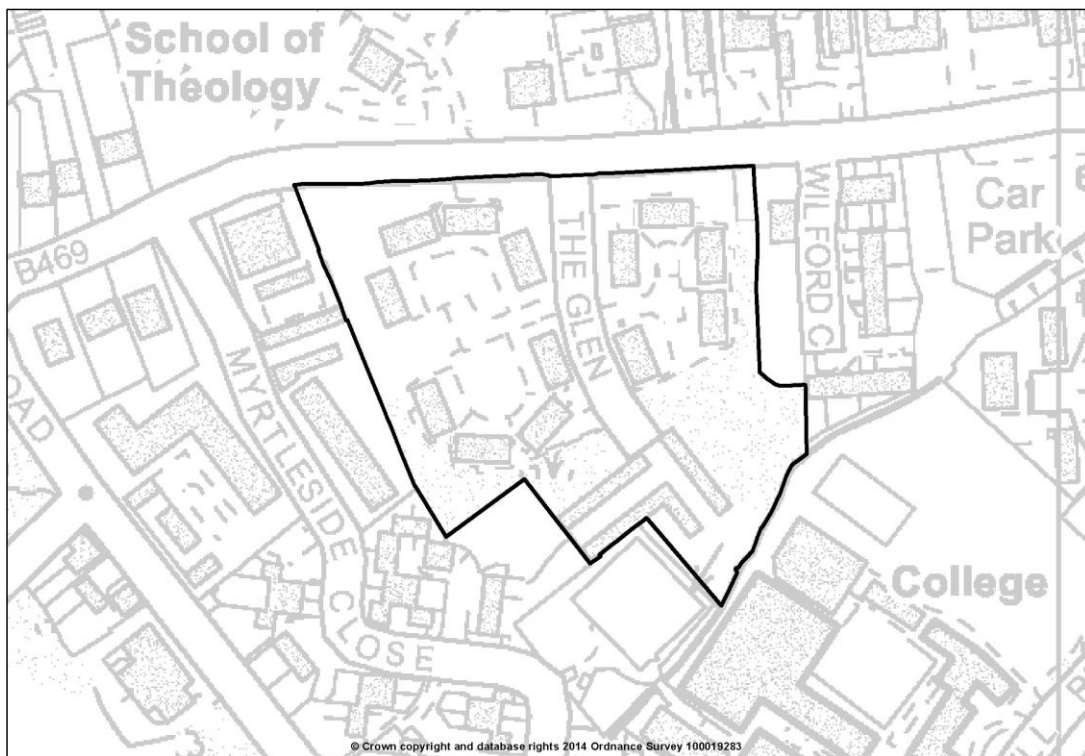 School of
Theology
B469
THE GLEN
WILFORD C
Car
Park
MYRTLESIDE CLOSE
OAD
College
© Crown copyright and database rights 2014 Ordnance Survey 100019283